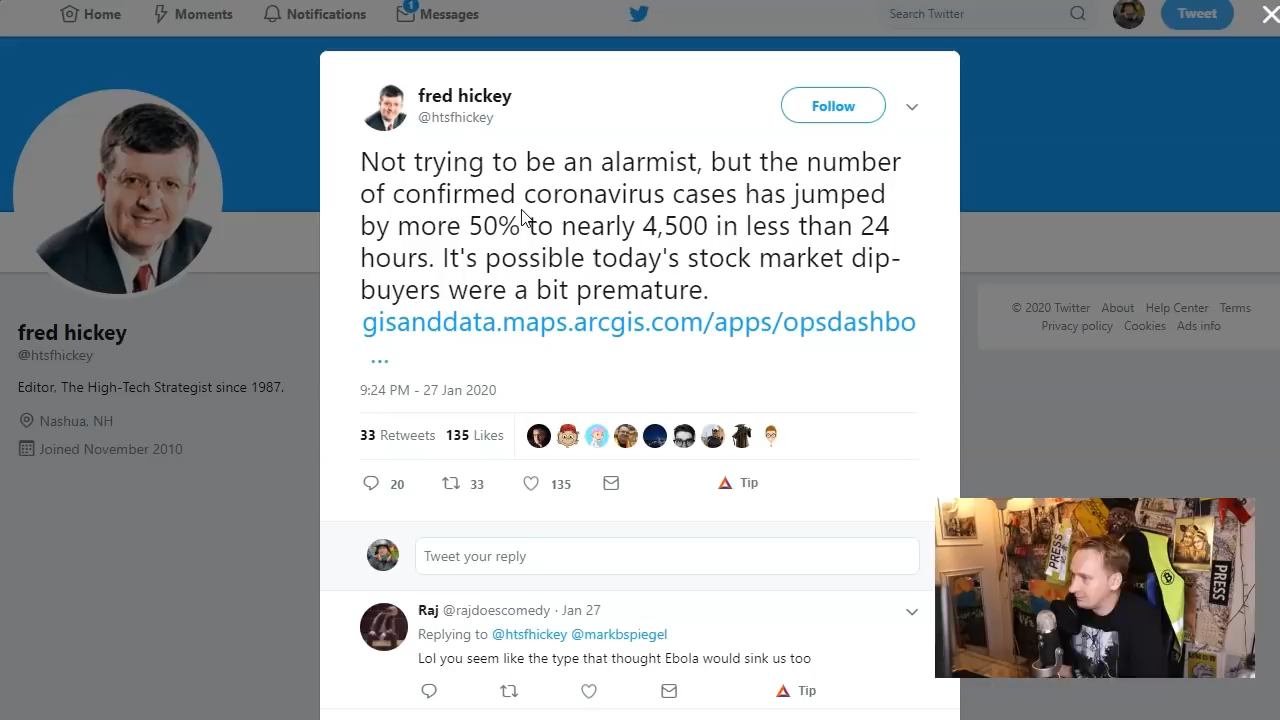 Home
Moments
Notifications
1
Messages
Search Twitter
Tweet
fred hickey
@htsfhickey
Follow
Not trying to be an alarmist, but the number
of confirmed coronavirus cases has jumped
by more 50% to nearly 4,500 in less than 24
hours. It's possible today's stock market dip-
buyers were a bit premature.
gisanddata.maps.arcgis.com/apps/opsdashbo
...
9:24 PM - 27 Jan 2020
33 Retweets 135 Likes
20
33
135
Tip
Tweet your reply
Raj @rajdoescomedy · Jan 27
Replying to @htsfhickey @markbspiegel
Lol you seem like the type that thought Ebola would sink us too
Tip
fred hickey
@htsfhickey
Editor, The High-Tech Strategist since 1987.
Nashua, NH
Joined November 2010
© 2020 Twitter About Help Center Terms
Privacy policy Cookies Ads info
PRESS
PRESS